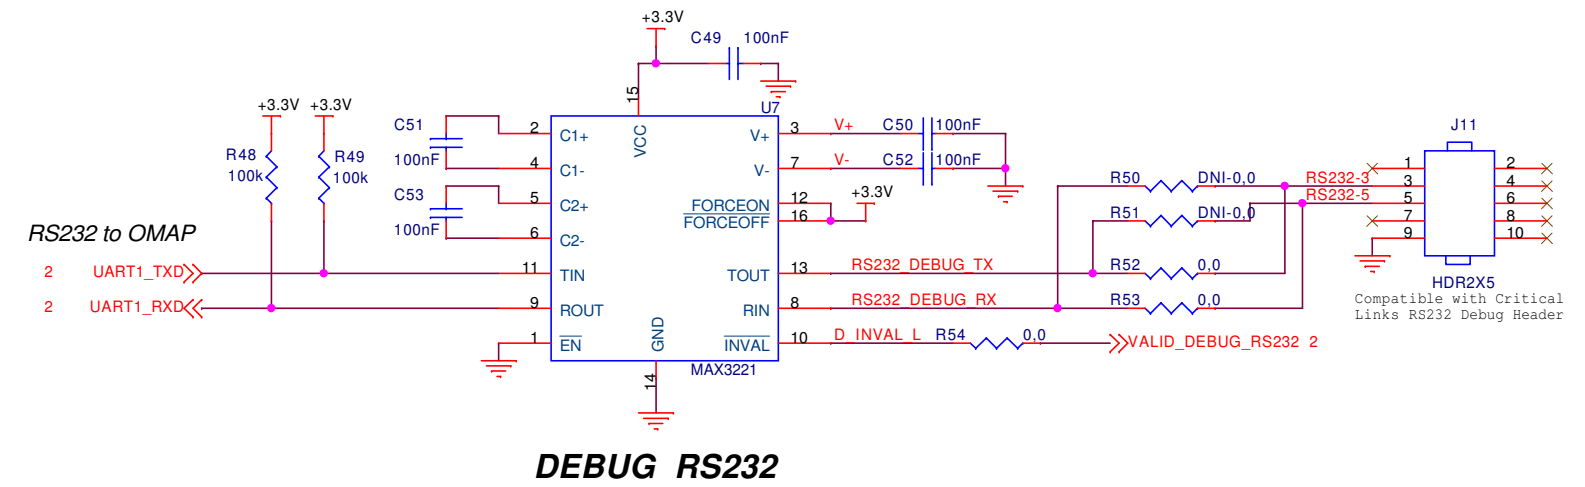 +3.3V
C49 100nF
15
+3.3V +3.3V
U7
C51
100nF
2 C1+
VCC
V+ 3 V+ C50 100nF
J11
R48
100k
R49
100k
4 C1-
V- 7 V- C52 100nF
1 2
C53
100nF
5 C2+
FORCEON 12
+3.3V
R50 DNI-0,0
RS232-3 3 4
FORCEOFF 16
RS232-5 5 6
R51 DNI-0,0
7 8
6 C2-
9 10
RS232 to OMAP
2 UART1_TXD
11 TIN
TOUT 13 RS232_DEBUG_TX
R52 0,0
HDR2X5
2 UART1_RXD
9 ROUT
RIN 8 RS232_DEBUG_RX
R53 0,0
Compatible with Critical
Links RS232 Debug Header
1 EN
GND
INVAL 10 D_INVAL_L R54 0,0
VALID_DEBUG_RS232 2
MAX3221
14
DEBUG RS232